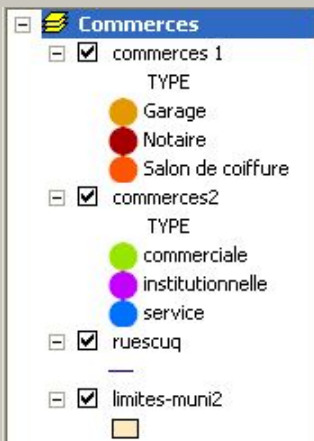 Commerces
commerces 1
TYPE
Garage
Notaire
Salon de coiffure
commerces2
TYPE
commerciale
institutionnelle
service
ruescuq
limites-muni2